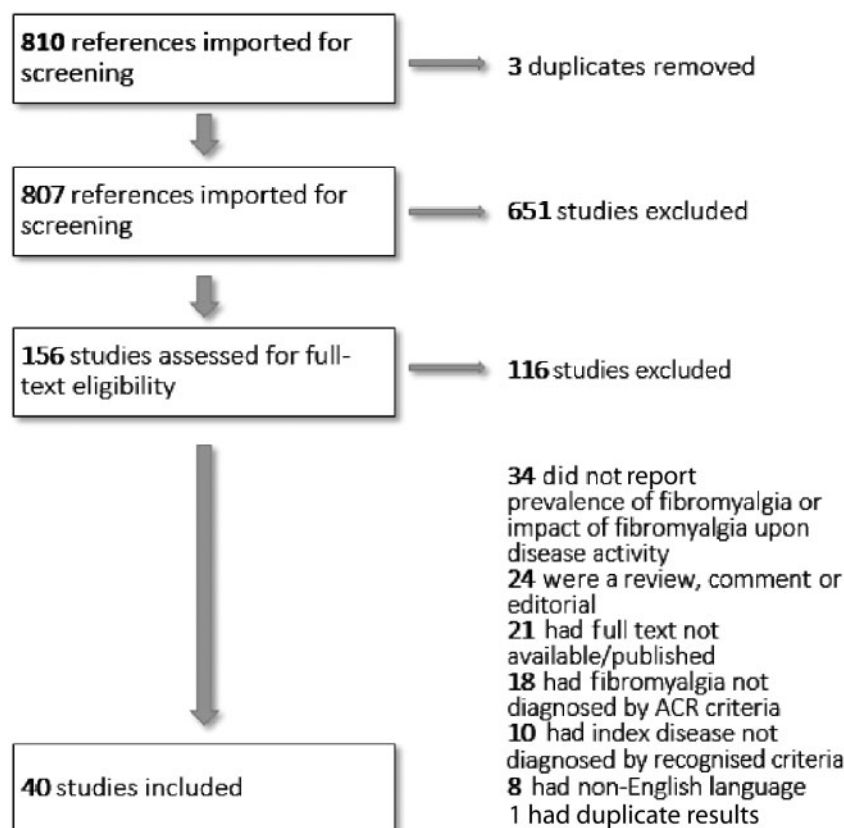 810 references imported for
screening
3 duplicates removed
807 references imported for
screening
651 studies excluded
156 studies assessed for full-
text eligibility
116 studies excluded
34 did not report
prevalence of fibromyalgia or
impact of fibromyalgia upon
disease activity
24 were a review, comment or
editorial
21 had full text not
available/published
18 had fibromyalgia not
diagnosed by ACR criteria
10 had index disease not
diagnosed by recognised criteria
8 had non-English language
1 had duplicate results
40 studies included